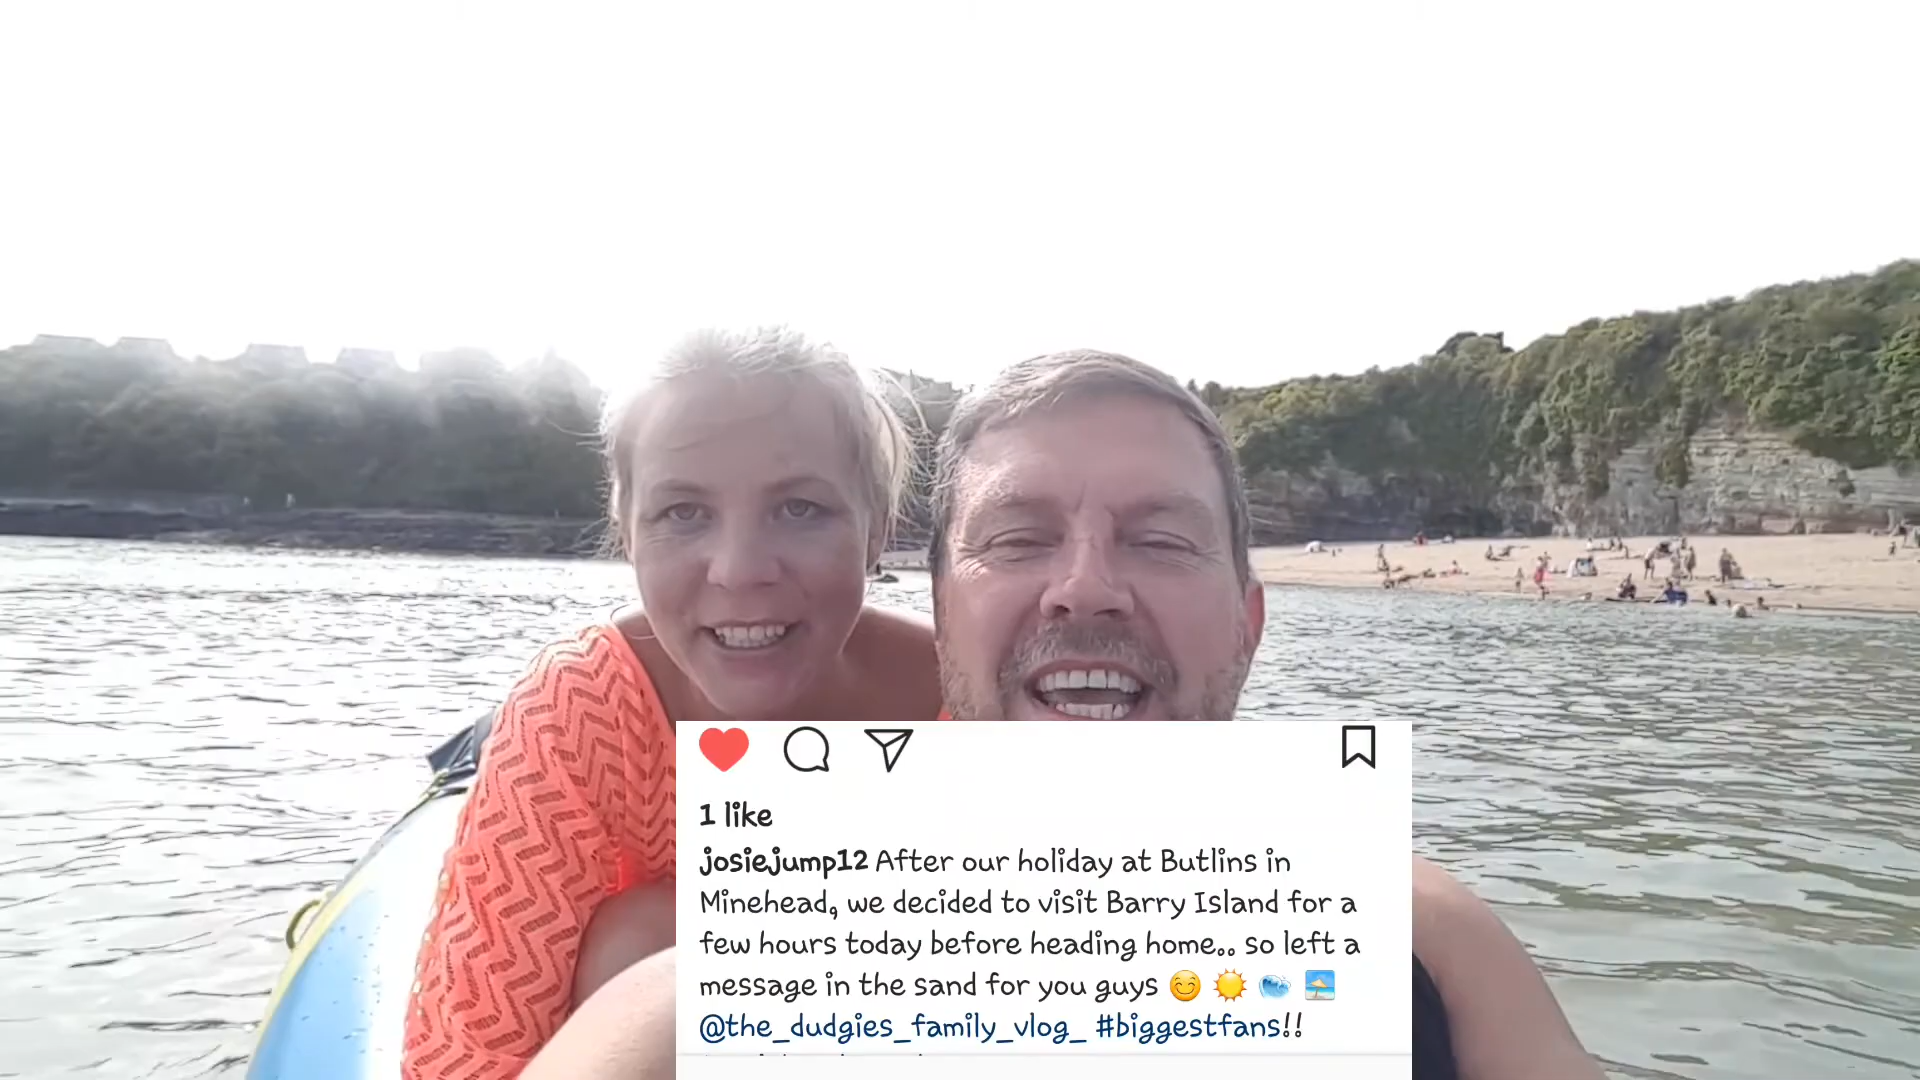 1 like
josiejump12 After our holiday at Butlins in
Minehead, we decided to visit Barry Island for a
few hours today before heading home.. so left a
message in the sand for you guys 😊 ☀️ 🌊 🏖️
@the_dudgies_family_vlog_ #biggestfans!!